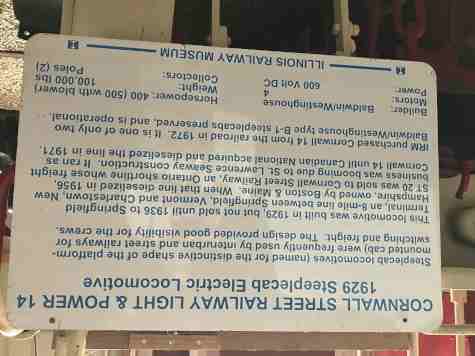 CORNWALL STREET RAILWAY LIGHT & POWER 14
1929 Steeplecab Electric Locomotive
Steeplecab locomotives (named for the distinctive shape of the platform-
mounted cab) were frequently used by interurban and street railways for
switching and freight. The design provided good visibility for the crews.
This locomotive was built in 1929, but not sold until 1936 to Springfield
Terminal, an 8-mile line between Springfield, Vermont and Charlestown, New
Hampshire, owned by Boston & Maine. When that line dieselized in 1956,
ST 20 was sold to Cornwall Street Railway, an Ontario shortline whose freight
business was booming due to St. Lawrence Seaway construction. It ran as
Cornwall 14 until Canadian National acquired and dieselized the line in 1971.
IRM purchased Cornwall 14 from the railroad in 1972. It is one of only two
Baldwin/Westinghouse type B-1 steeplecabs preserved, and is operational.
Builder: Baldwin/Westinghouse Horsepower: 400 (500 with blower)
Motors: 4 Weight: 100,000 lbs
Power: 600 Volt DC Collectors: Poles (2)
ILLINOIS RAILWAY MUSEUM